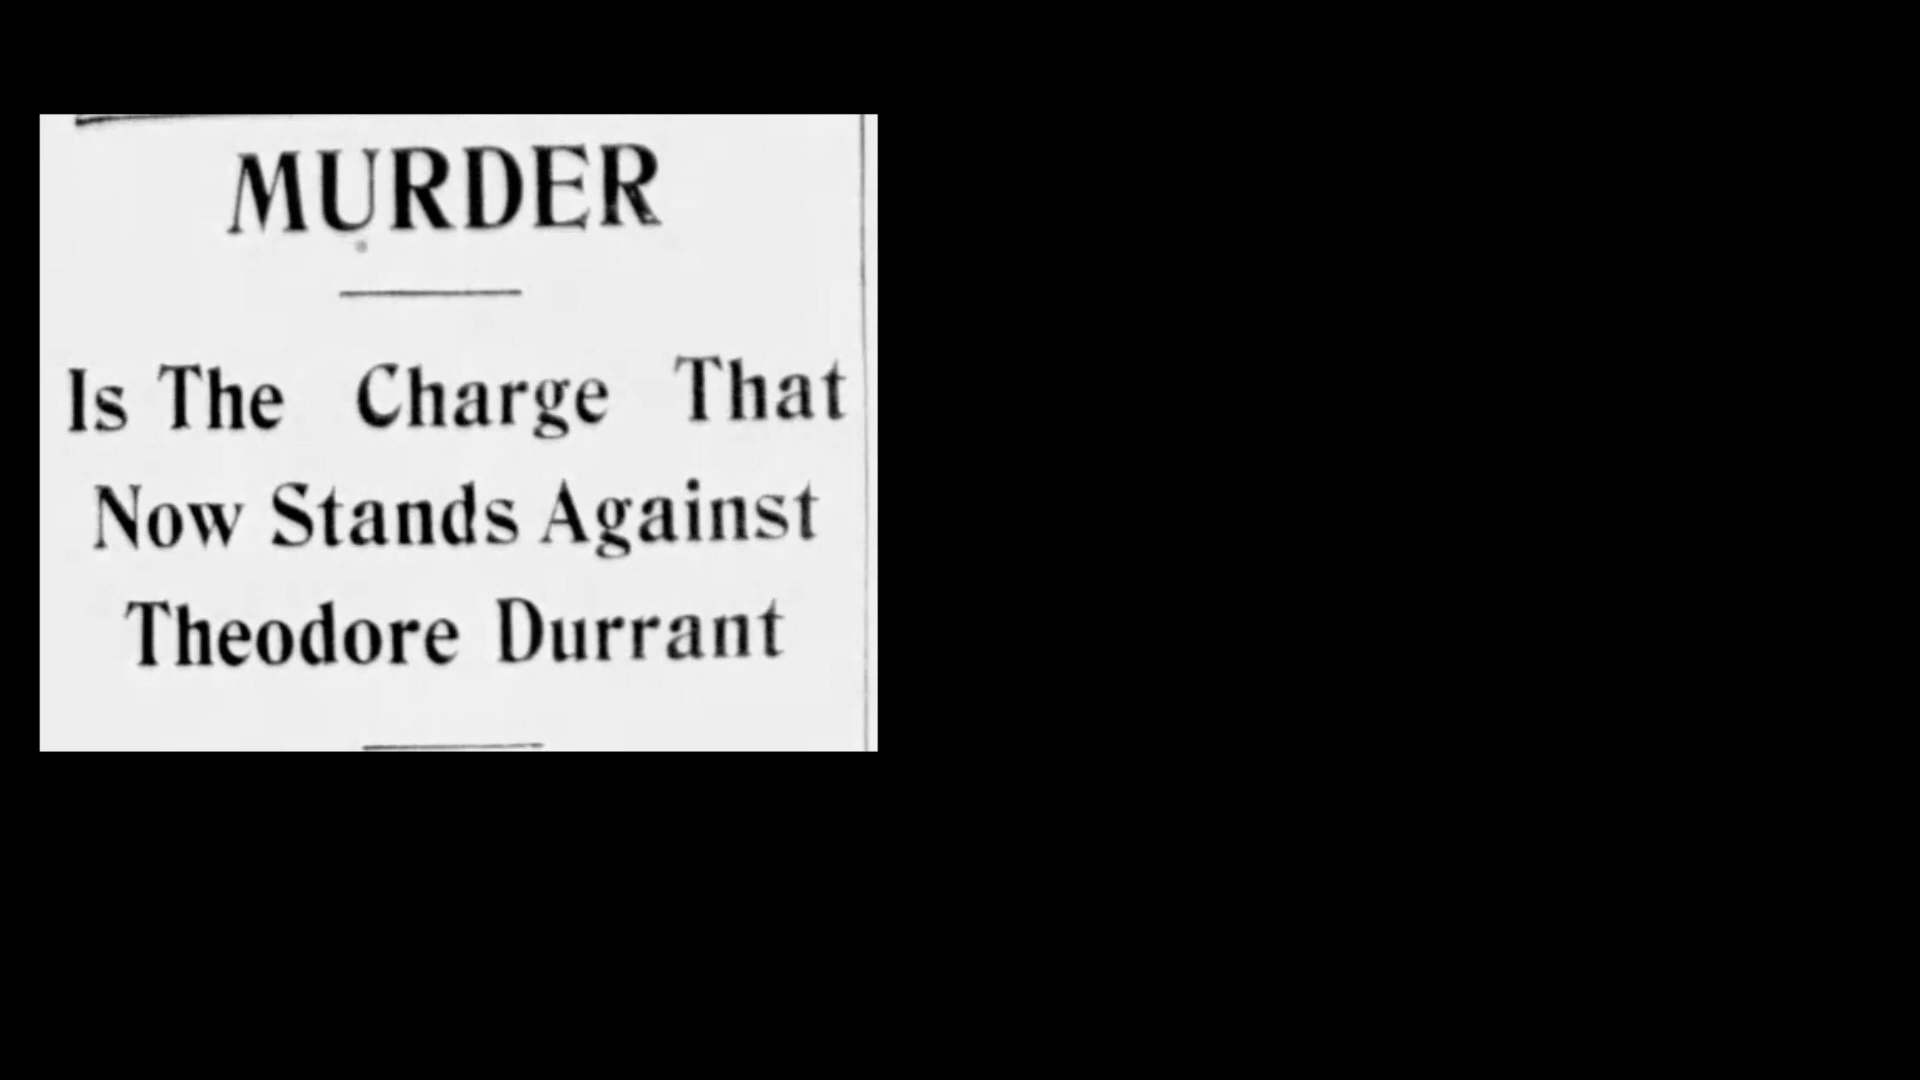 MURDER
Is The Charge That
Now Stands Against
Theodore Durrant